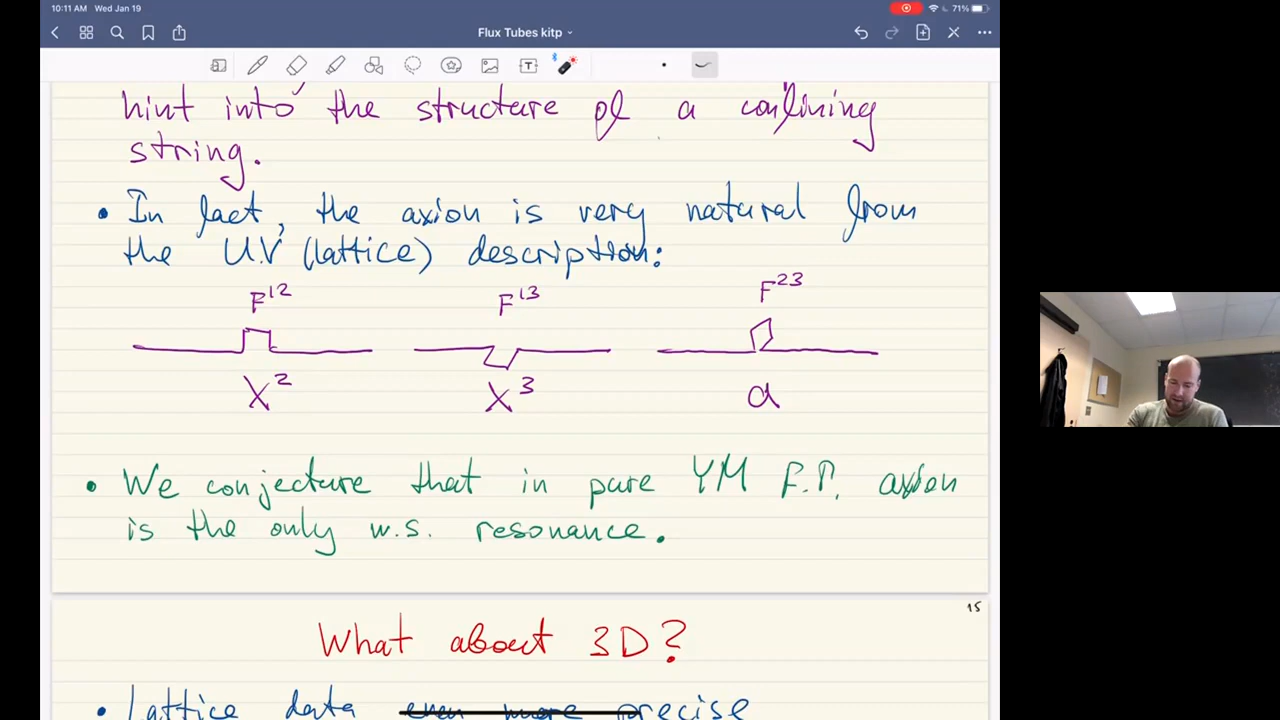 10:11 AM Wed Jan 19
71%
Flux Tubes kitp
hint into the structure of a confining
string.
• In fact, the axion is very natural from
the UV (lattice) description:
F¹² F¹³ F²³
X² X³ a
• We conjecture that in pure YM F.T. axion
is the only w.s. resonance.
15
What about 3D?
• Lattice data even more precise